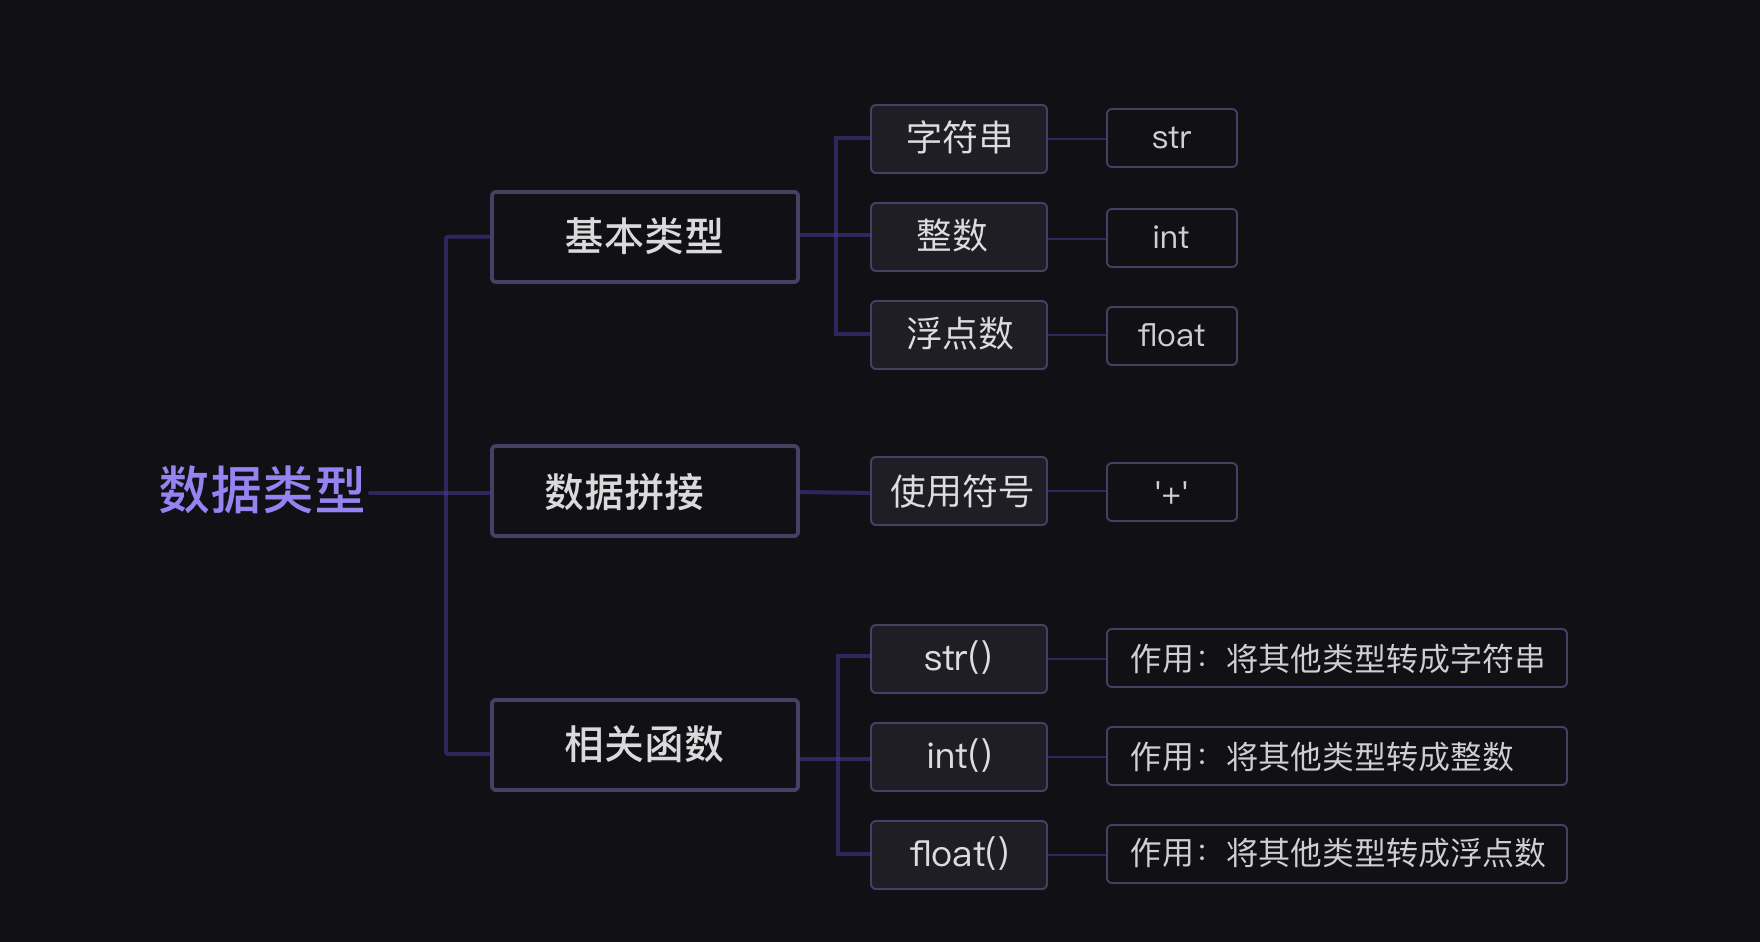 数据类型
基本类型
字符串
str
整数
int
浮点数
float
数据拼接
使用符号
'+'
相关函数
str()
作用：将其他类型转成字符串
int()
作用：将其他类型转成整数
float()
作用：将其他类型转成浮点数